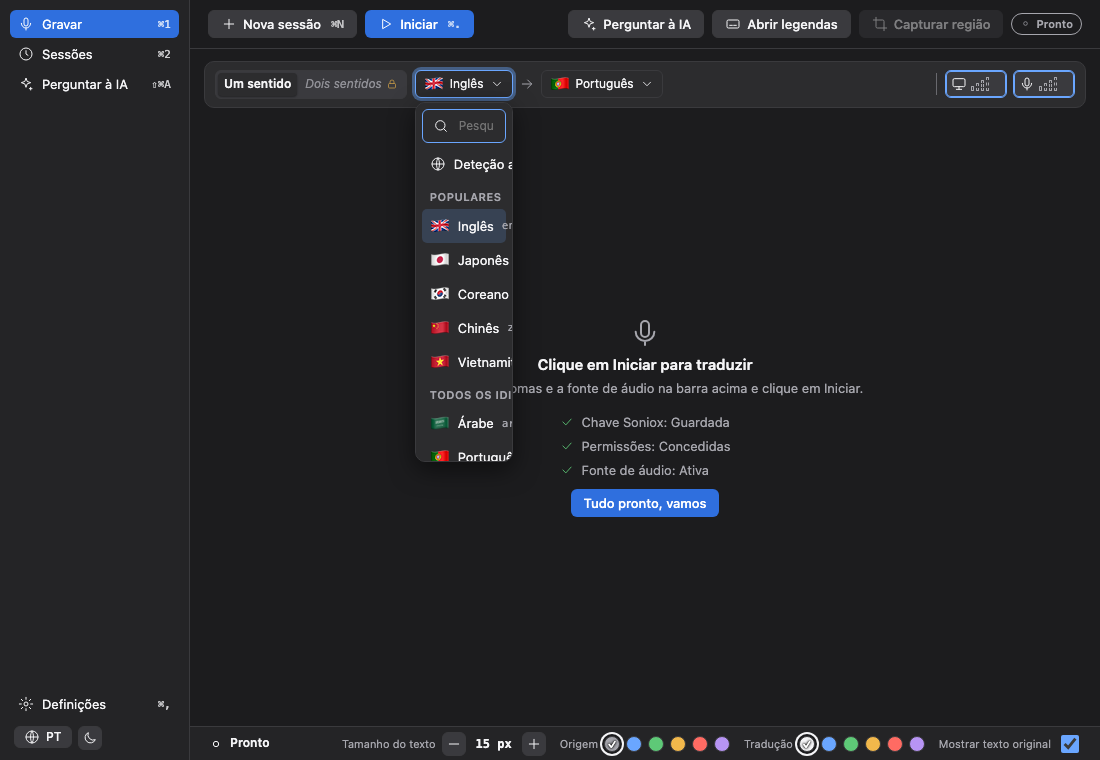 Gravar ⌘1
Sessões ⌘2
Perguntar à IA ⇧⌘A
Nova sessão ⌘N
Iniciar
Perguntar à IA
Abrir legendas
Capturar região
Pronto
Um sentido
Dois sentidos
Inglês
Português
Pesqu
Deteção
POPULARES
Inglês
Japonês
Coreano
Chinês
Vietnami
TODOS OS IDI
Árabe
Portuguê
Clique em Iniciar para traduzir
e a fonte de áudio na barra acima e clique em Iniciar.
Chave Soniox: Guardada
Permissões: Concedidas
Fonte de áudio: Ativa
Tudo pronto, vamos
Definições ⌘,
PT
Pronto
Tamanho do texto
15 px
Origem
Tradução
Mostrar texto original